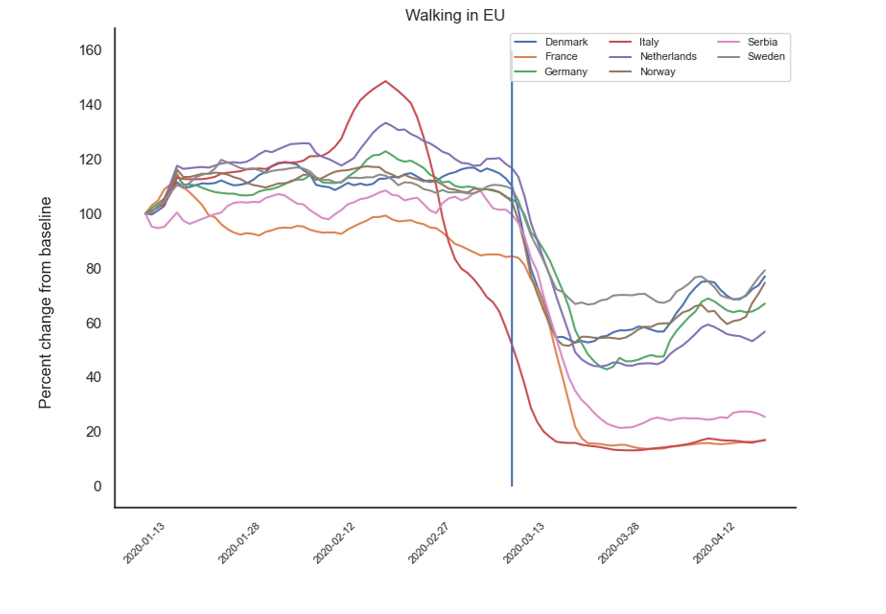 Walking in EU
Denmark Italy Serbia
France Netherlands Sweden
Germany Norway
Percent change from baseline
160
140
120
100
80
60
40
20
0
2020-01-13 2020-01-28 2020-02-12 2020-02-27 2020-03-13 2020-03-28 2020-04-12